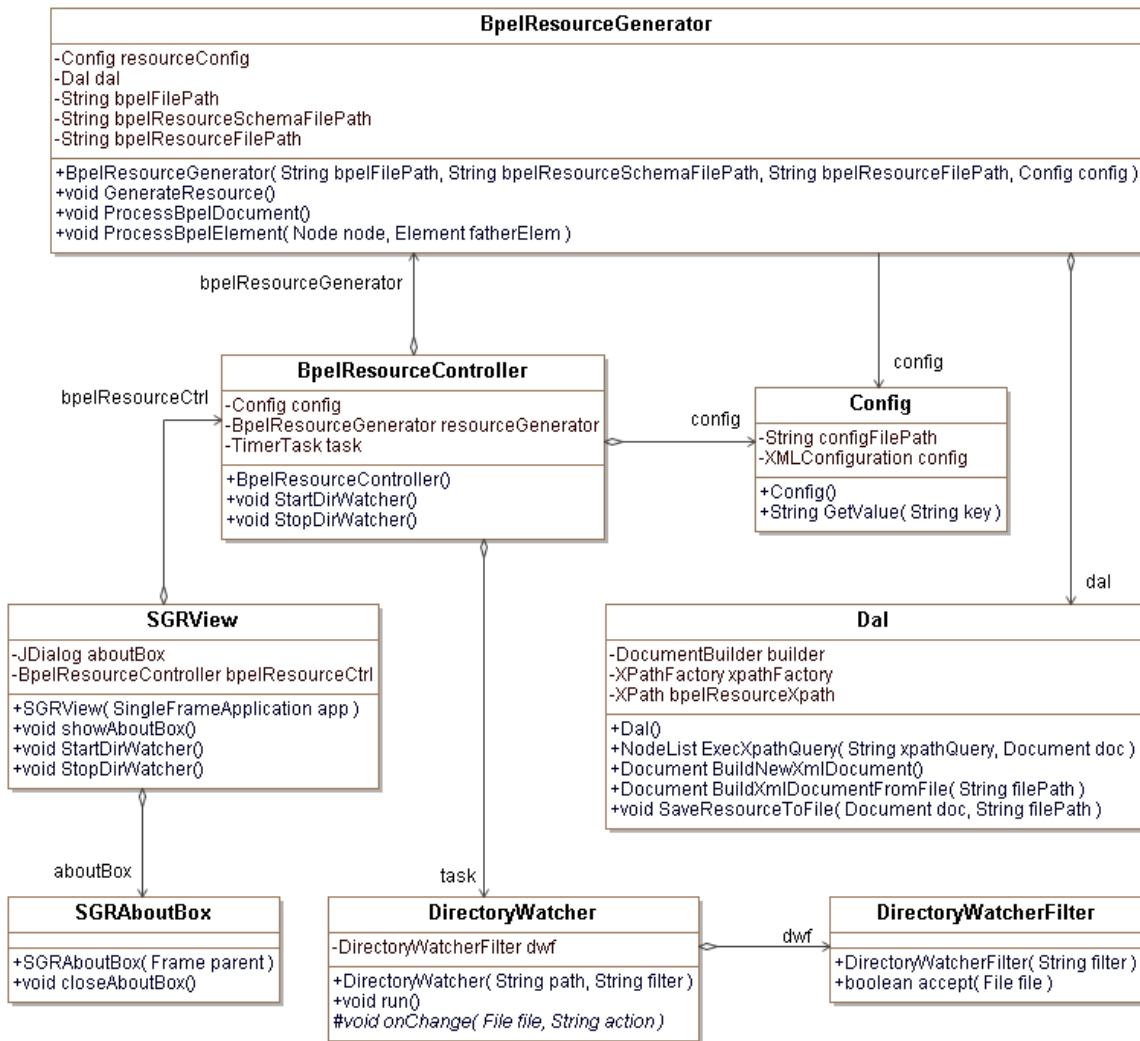 BpelResourceGenerator
-Config resourceConfig
-Dal dal
-String bpelFilePath
-String bpelResourceSchemaFilePath
-String bpelResourceFilePath
+BpelResourceGenerator( String bpelFilePath, String bpelResourceSchemaFilePath, String bpelResourceFilePath, Config config )
+void GenerateResource()
+void ProcessBpelDocument()
+void ProcessBpelElement( Node node, Element fatherElem )
bpelResourceGenerator
config
dal
BpelResourceController
-Config config
-BpelResourceGenerator resourceGenerator
-TimerTask task
+BpelResourceController()
+void StartDirWatcher()
+void StopDirWatcher()
bpelResourceCtrl
config
Config
-String configFilePath
-XMLConfiguration config
+Config()
+String GetValue( String key )
SGRView
-JDialog aboutBox
-BpelResourceController bpelResourceCtrl
+SGRView( SingleFrameApplication app )
+void showAboutBox()
+void StartDirWatcher()
+void StopDirWatcher()
Dal
-DocumentBuilder builder
-XPathFactory xpathFactory
-XPath bpelResourceXpath
+Dal()
+NodeList ExecXpathQuery( String xpathQuery, Document doc )
+Document BuildNewXmlDocument()
+Document BuildXmlDocumentFromFile( String filePath )
+void SaveResourceToFile( Document doc, String filePath )
aboutBox
task
SGRAboutBox
+SGRAboutBox( Frame parent )
+void closeAboutBox()
DirectoryWatcher
-DirectoryWatcherFilter dwf
+DirectoryWatcher( String path, String filter )
+void run()
#void onChange( File file, String action )
dwf
DirectoryWatcherFilter
+DirectoryWatcherFilter( String filter )
+boolean accept( File file )